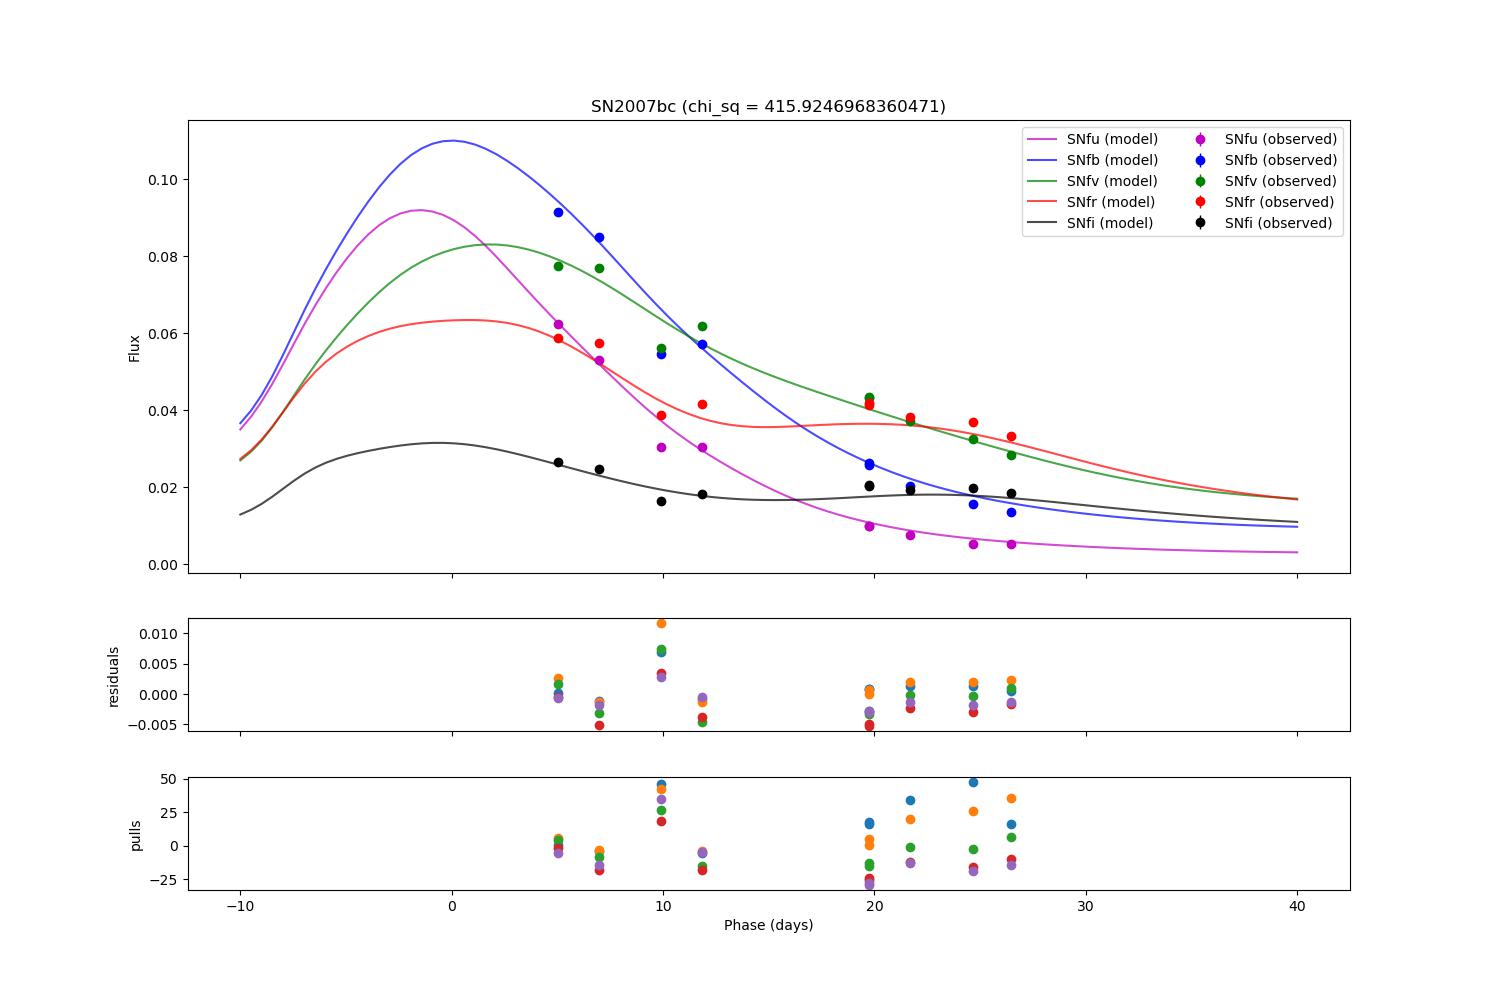 SN2007bc (chi_sq = 415.9246968360471)
SNfu (model) SNfu (observed)
SNfb (model) SNfb (observed)
SNfv (model) SNfv (observed)
SNfr (model) SNfr (observed)
SNfi (model) SNfi (observed)
Flux
0.10
0.08
0.06
0.04
0.02
0.00
residuals
0.010
0.005
0.000
−0.005
pulls
50
25
0
−25
−10 0 10 20 30 40
Phase (days)